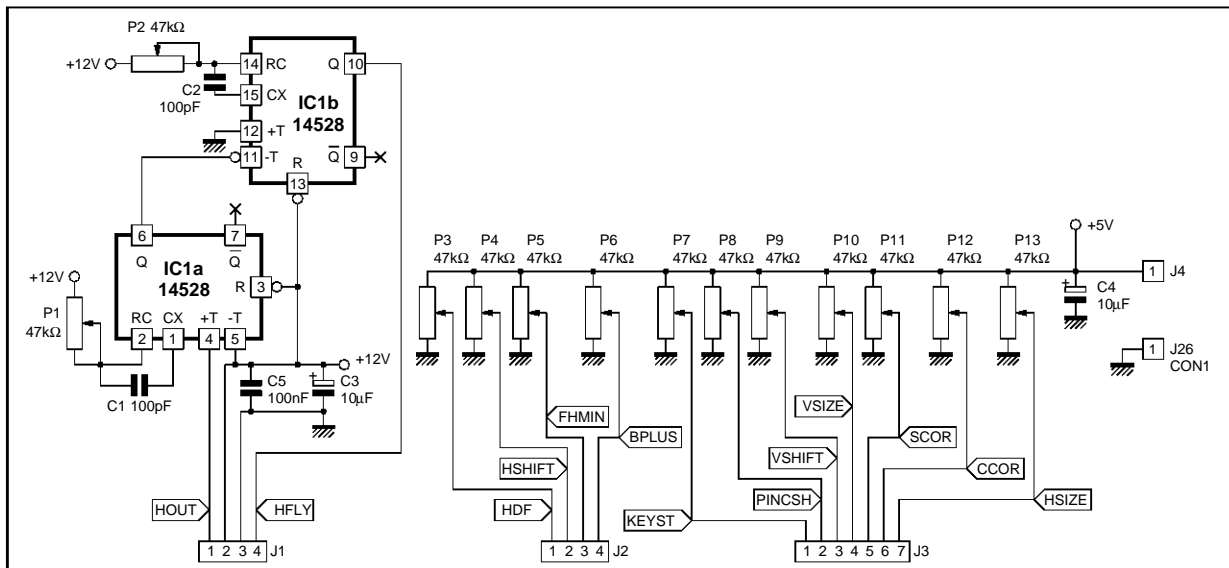 P2 47kΩ
+12V
14 RC
Q 10
C2
100pF
15 CX
IC1b
14528
12 +T
11 -T
Q 9
R
13
6
7
Q
Q
IC1a
14528
R 3
+12V
P1
47kΩ
RC CX +T -T
2 1 4 5
+12V
C1 100pF
C5
100nF
+
C3
10µF
HOUT
HFLY
1 2 3 4 J1
P3
47kΩ
P4
47kΩ
P5
47kΩ
P6
47kΩ
P7
47kΩ
P8
47kΩ
P9
47kΩ
P10
47kΩ
P11
47kΩ
P12
47kΩ
P13
47kΩ
+5V
1 J4
+
C4
10µF
1 J26
CON1
FHMIN
BPLUS
HSHIFT
HDF
KEYST
VSIZE
VSHIFT
PINCSH
SCOR
CCOR
HSIZE
1 2 3 4 J2
1 2 3 4 5 6 7 J3